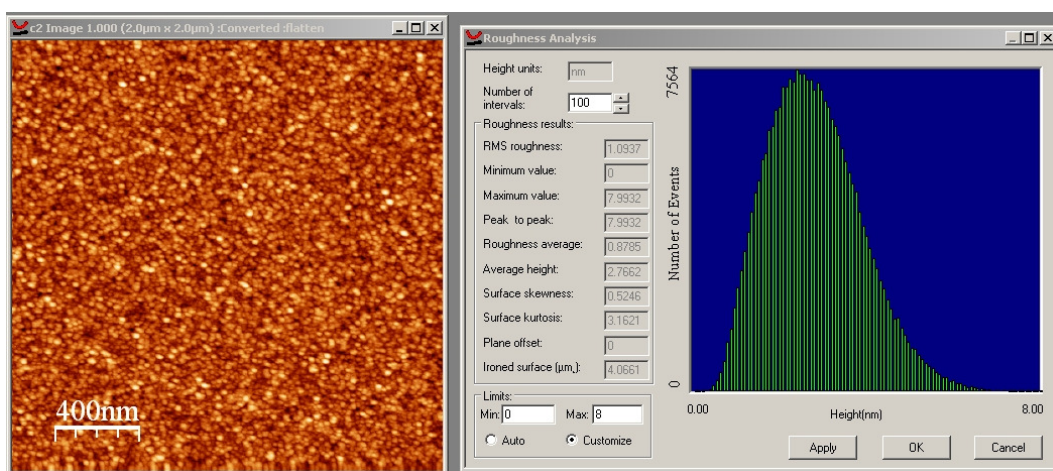 c2 Image 1.000 (2.0µm x 2.0µm) :Converted :flatten
400nm
Roughness Analysis
Height units: nm
Number of
intervals: 100
Roughness results:
RMS roughness: 1.0937
Minimum value: 0
Maximum value: 7.9932
Peak to peak: 7.9932
Roughness average: 0.8785
Average height: 2.7662
Surface skewness: 0.5246
Surface kurtosis: 3.1621
Plane offset: 0
Ironed surface (µm,): 4.0661
Limits:
Min: 0 Max: 8
Auto Customize
7564
Number of Events
0
0.00 Height(nm) 8.00
Apply OK Cancel